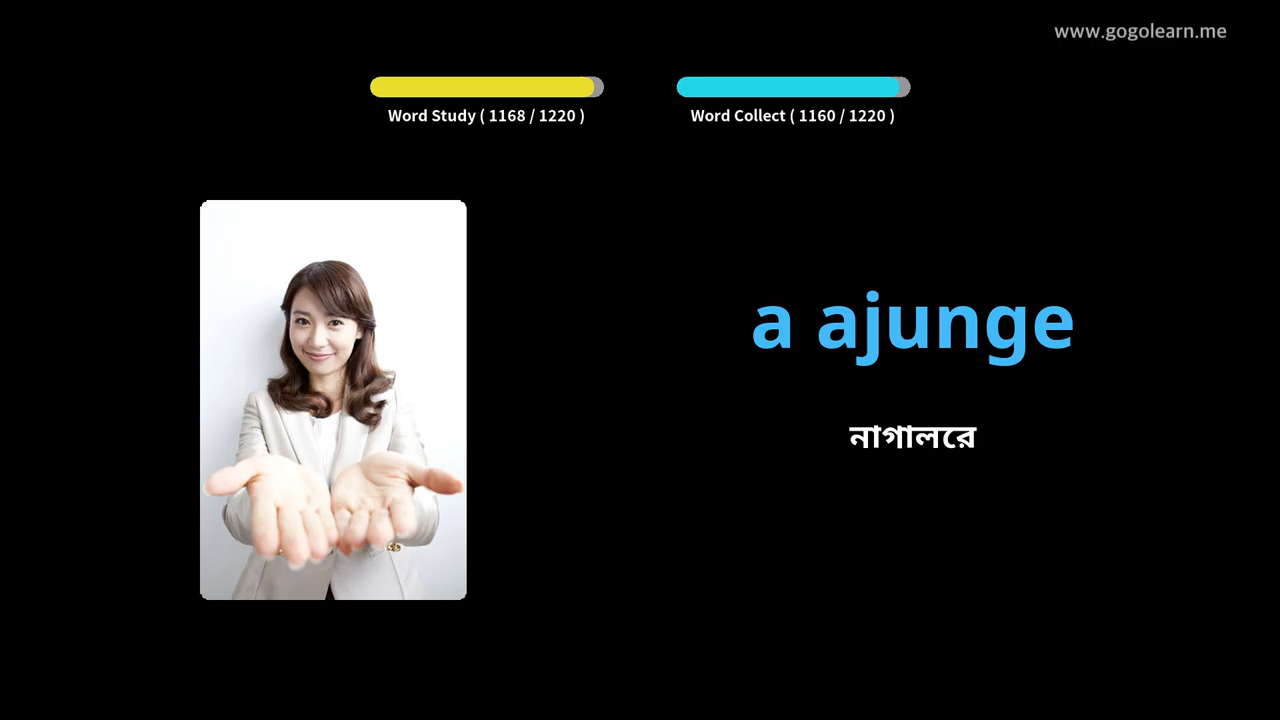 www.gogolearn.me
Word Study ( 1168 / 1220 )
Word Collect ( 1160 / 1220 )
a ajunge
নাগালরে